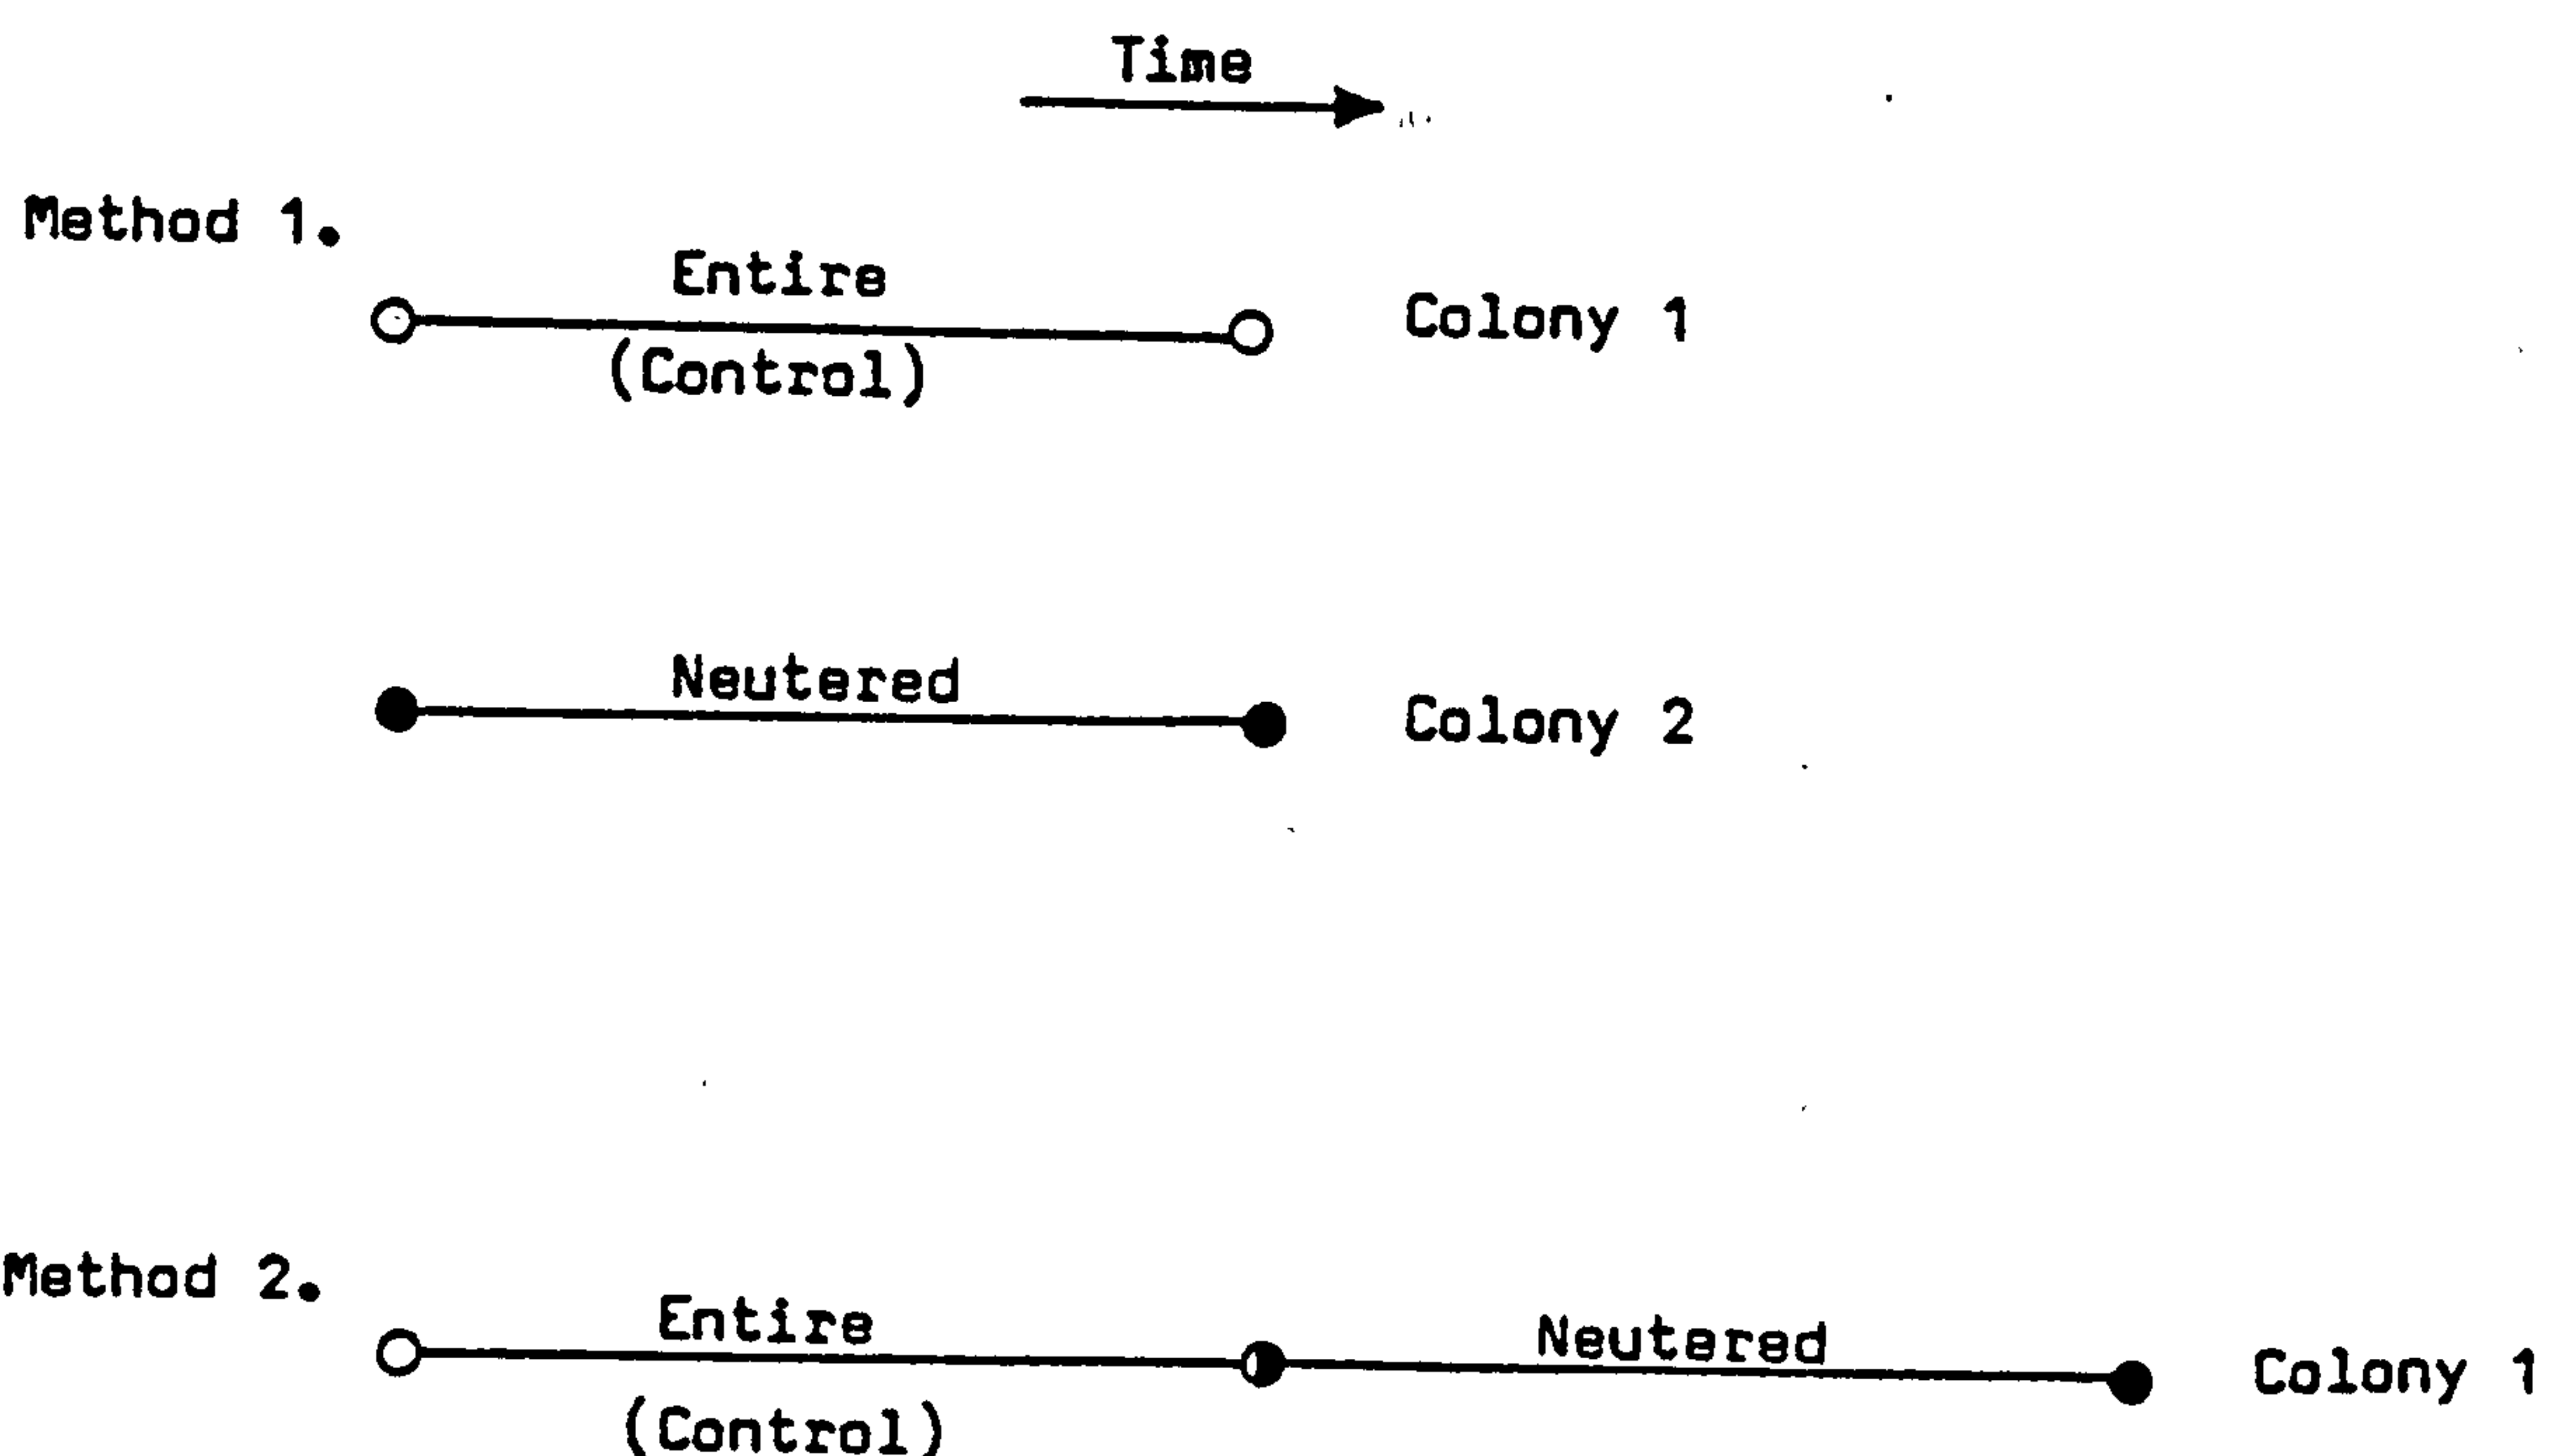 Time
Method 1.
Entire
(Control)
Colony 1
Neutered
Colony 2
Method 2.
Entire
(Control)
Neutered
Colony 1